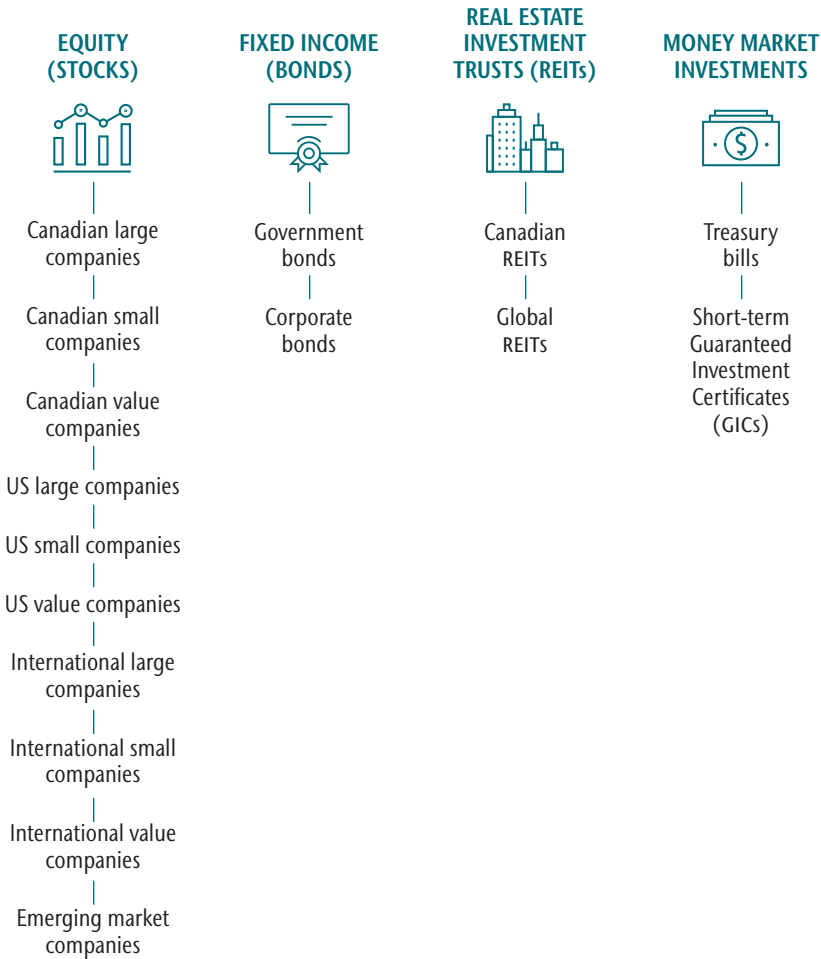 EQUITY
(STOCKS)
Canadian large
companies
Canadian small
companies
Canadian value
companies
US large companies
US small companies
US value companies
International large
companies
International small
companies
International value
companies
Emerging market
companies
FIXED INCOME
(BONDS)
Government
bonds
Corporate
bonds
REAL ESTATE
INVESTMENT
TRUSTS (REITs)
Canadian
REITs
Global
REITs
MONEY MARKET
INVESTMENTS
$
Treasury
bills
Short-term
Guaranteed
Investment
Certificates
(GICs)